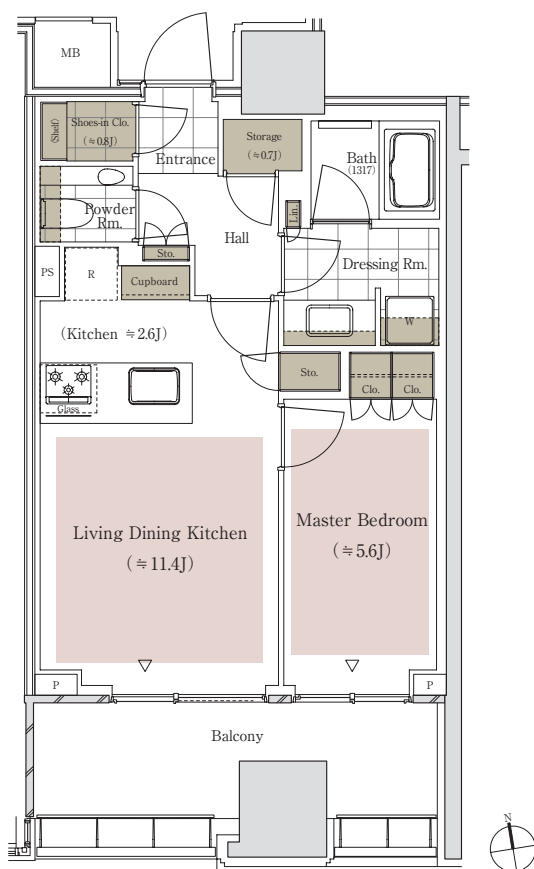 MB
(Shelf)
Shoes-in Clo.
(≒0.8J)
Entrance
Storage
(≒0.7J)
Bath
(1317)
Powder
Rm.
Lin.
Hall
Dressing Rm.
PS
R
Sto.
Cupboard
W
(Kitchen ≒2.6J)
Sto.
Clo.
Clo.
Glass
Living Dining Kitchen
(≒11.4J)
Master Bedroom
(≒5.6J)
P
P
Balcony
N